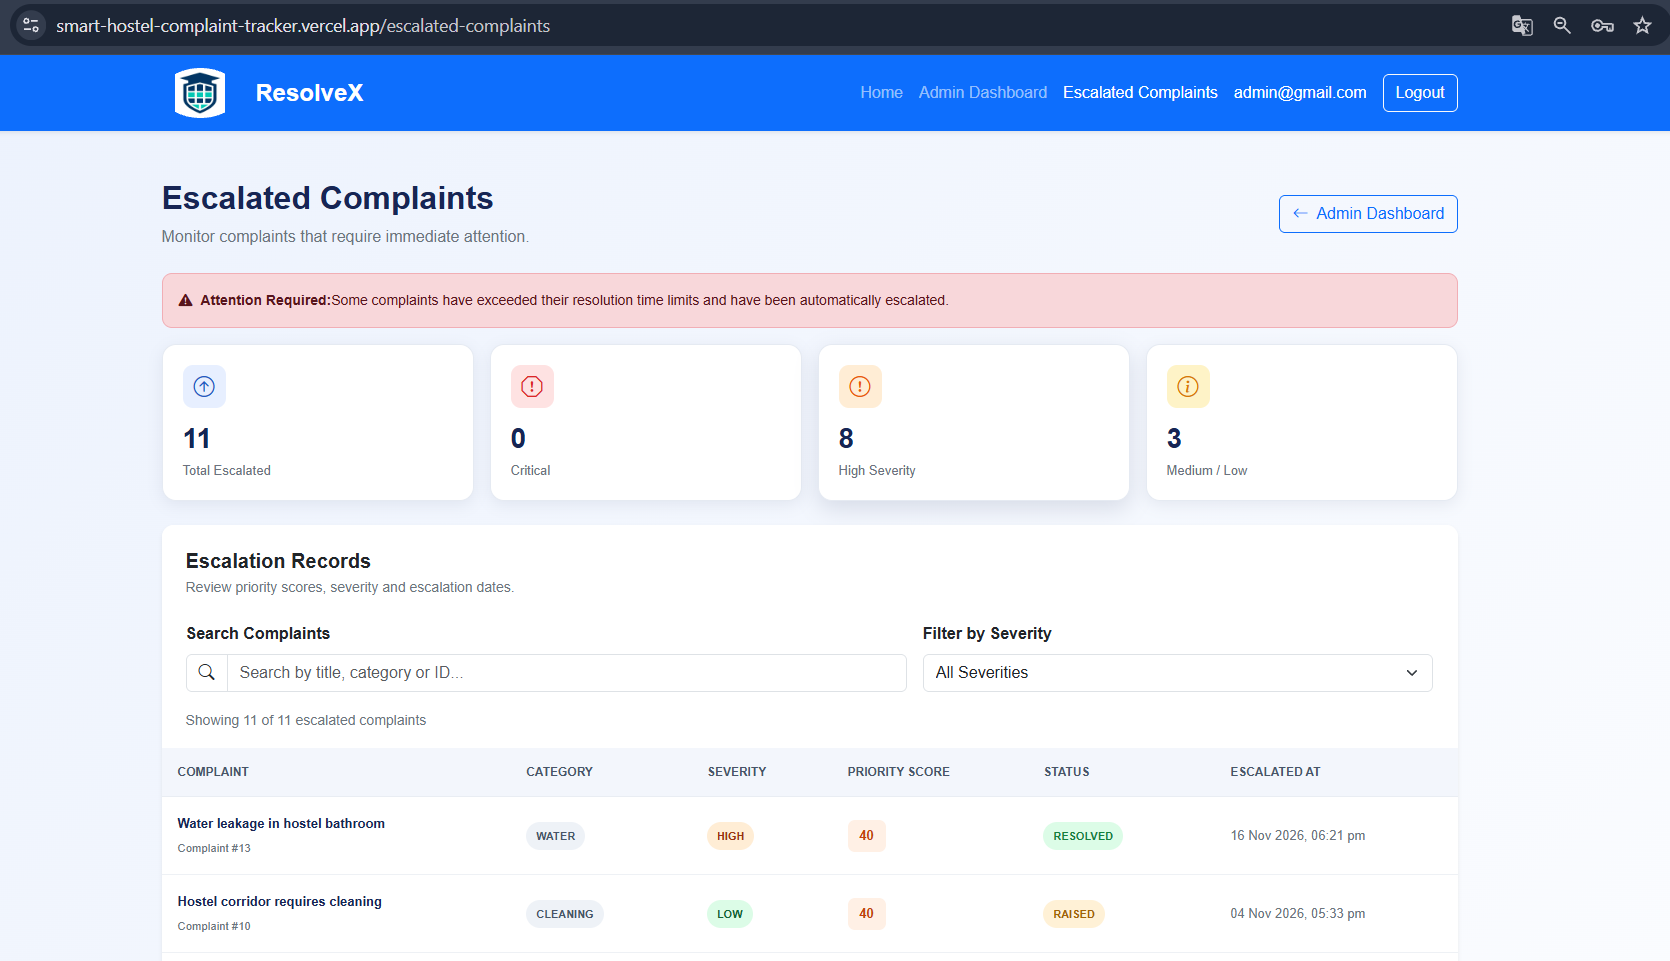 smart-hostel-complaint-tracker.vercel.app/escalated-complaints
ResolveX
Home Admin Dashboard Escalated Complaints admin@gmail.com Logout
Escalated Complaints
Monitor complaints that require immediate attention.
← Admin Dashboard
Attention Required:Some complaints have exceeded their resolution time limits and have been automatically escalated.
11
Total Escalated
0
Critical
8
High Severity
3
Medium / Low
Escalation Records
Review priority scores, severity and escalation dates.
Search Complaints
Search by title, category or ID...
Filter by Severity
All Severities
Showing 11 of 11 escalated complaints
COMPLAINT CATEGORY SEVERITY PRIORITY SCORE STATUS ESCALATED AT
Water leakage in hostel bathroom
Complaint #13
WATER HIGH 40 RESOLVED 16 Nov 2026, 06:21 pm
Hostel corridor requires cleaning
Complaint #10
CLEANING LOW 40 RAISED 04 Nov 2026, 05:33 pm